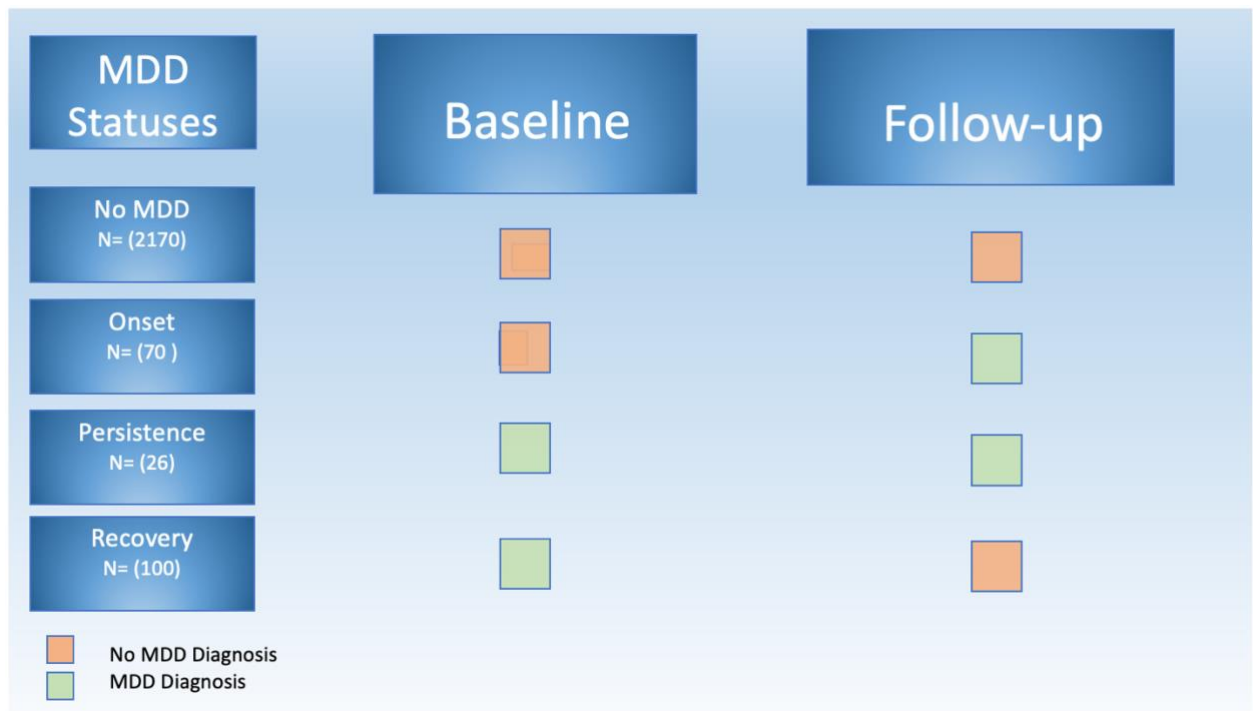 MDD
Statuses
Baseline
Follow-up
No MDD
N= (2170)
Onset
N= (70 )
Persistence
N= (26)
Recovery
N= (100)
No MDD Diagnosis
MDD Diagnosis